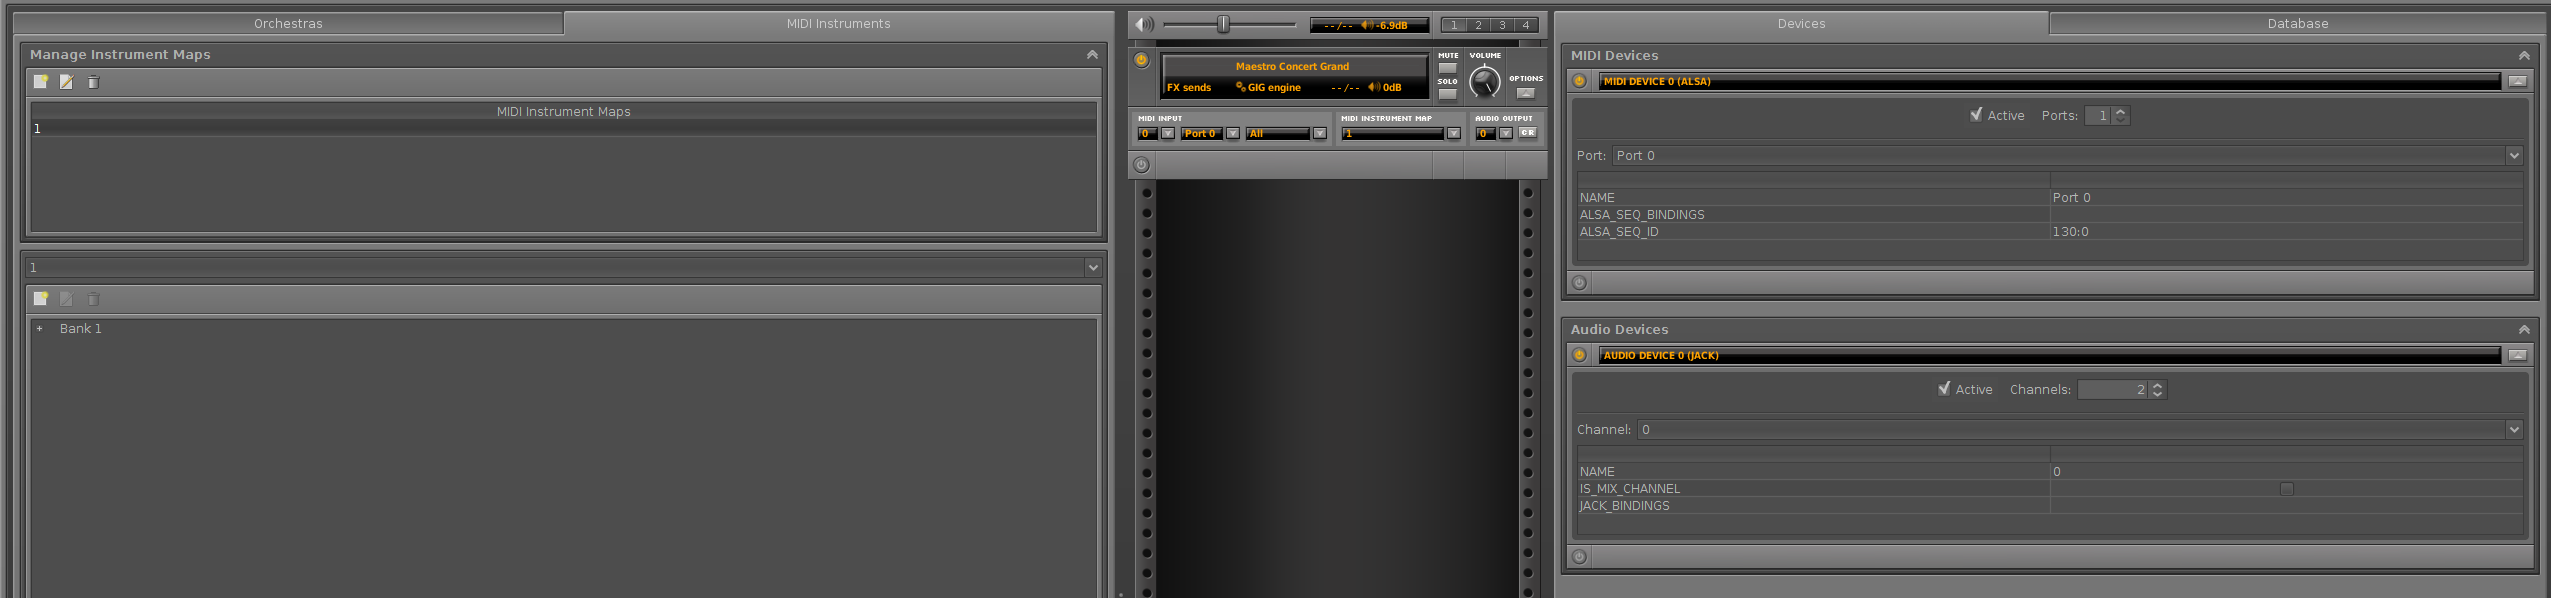 Orchestras
MIDI Instruments
Manage Instrument Maps
MIDI Instrument Maps
1
1
+ Bank 1
--/-- -6.9dB
1 2 3 4
Maestro Concert Grand
FX sends GIG engine --/-- 0dB
MUTE
SOLO
VOLUME
OPTIONS
MIDI INPUT
0 Port 0 All
MIDI INSTRUMENT MAP
1
AUDIO OUTPUT
0 CR
Devices
Database
MIDI Devices
MIDI DEVICE 0 (ALSA)
Active Ports: 1
Port: Port 0
NAME Port 0
ALSA_SEQ_BINDINGS
ALSA_SEQ_ID 130:0
Audio Devices
AUDIO DEVICE 0 (JACK)
Active Channels: 2
Channel: 0
NAME 0
IS_MIX_CHANNEL
JACK_BINDINGS